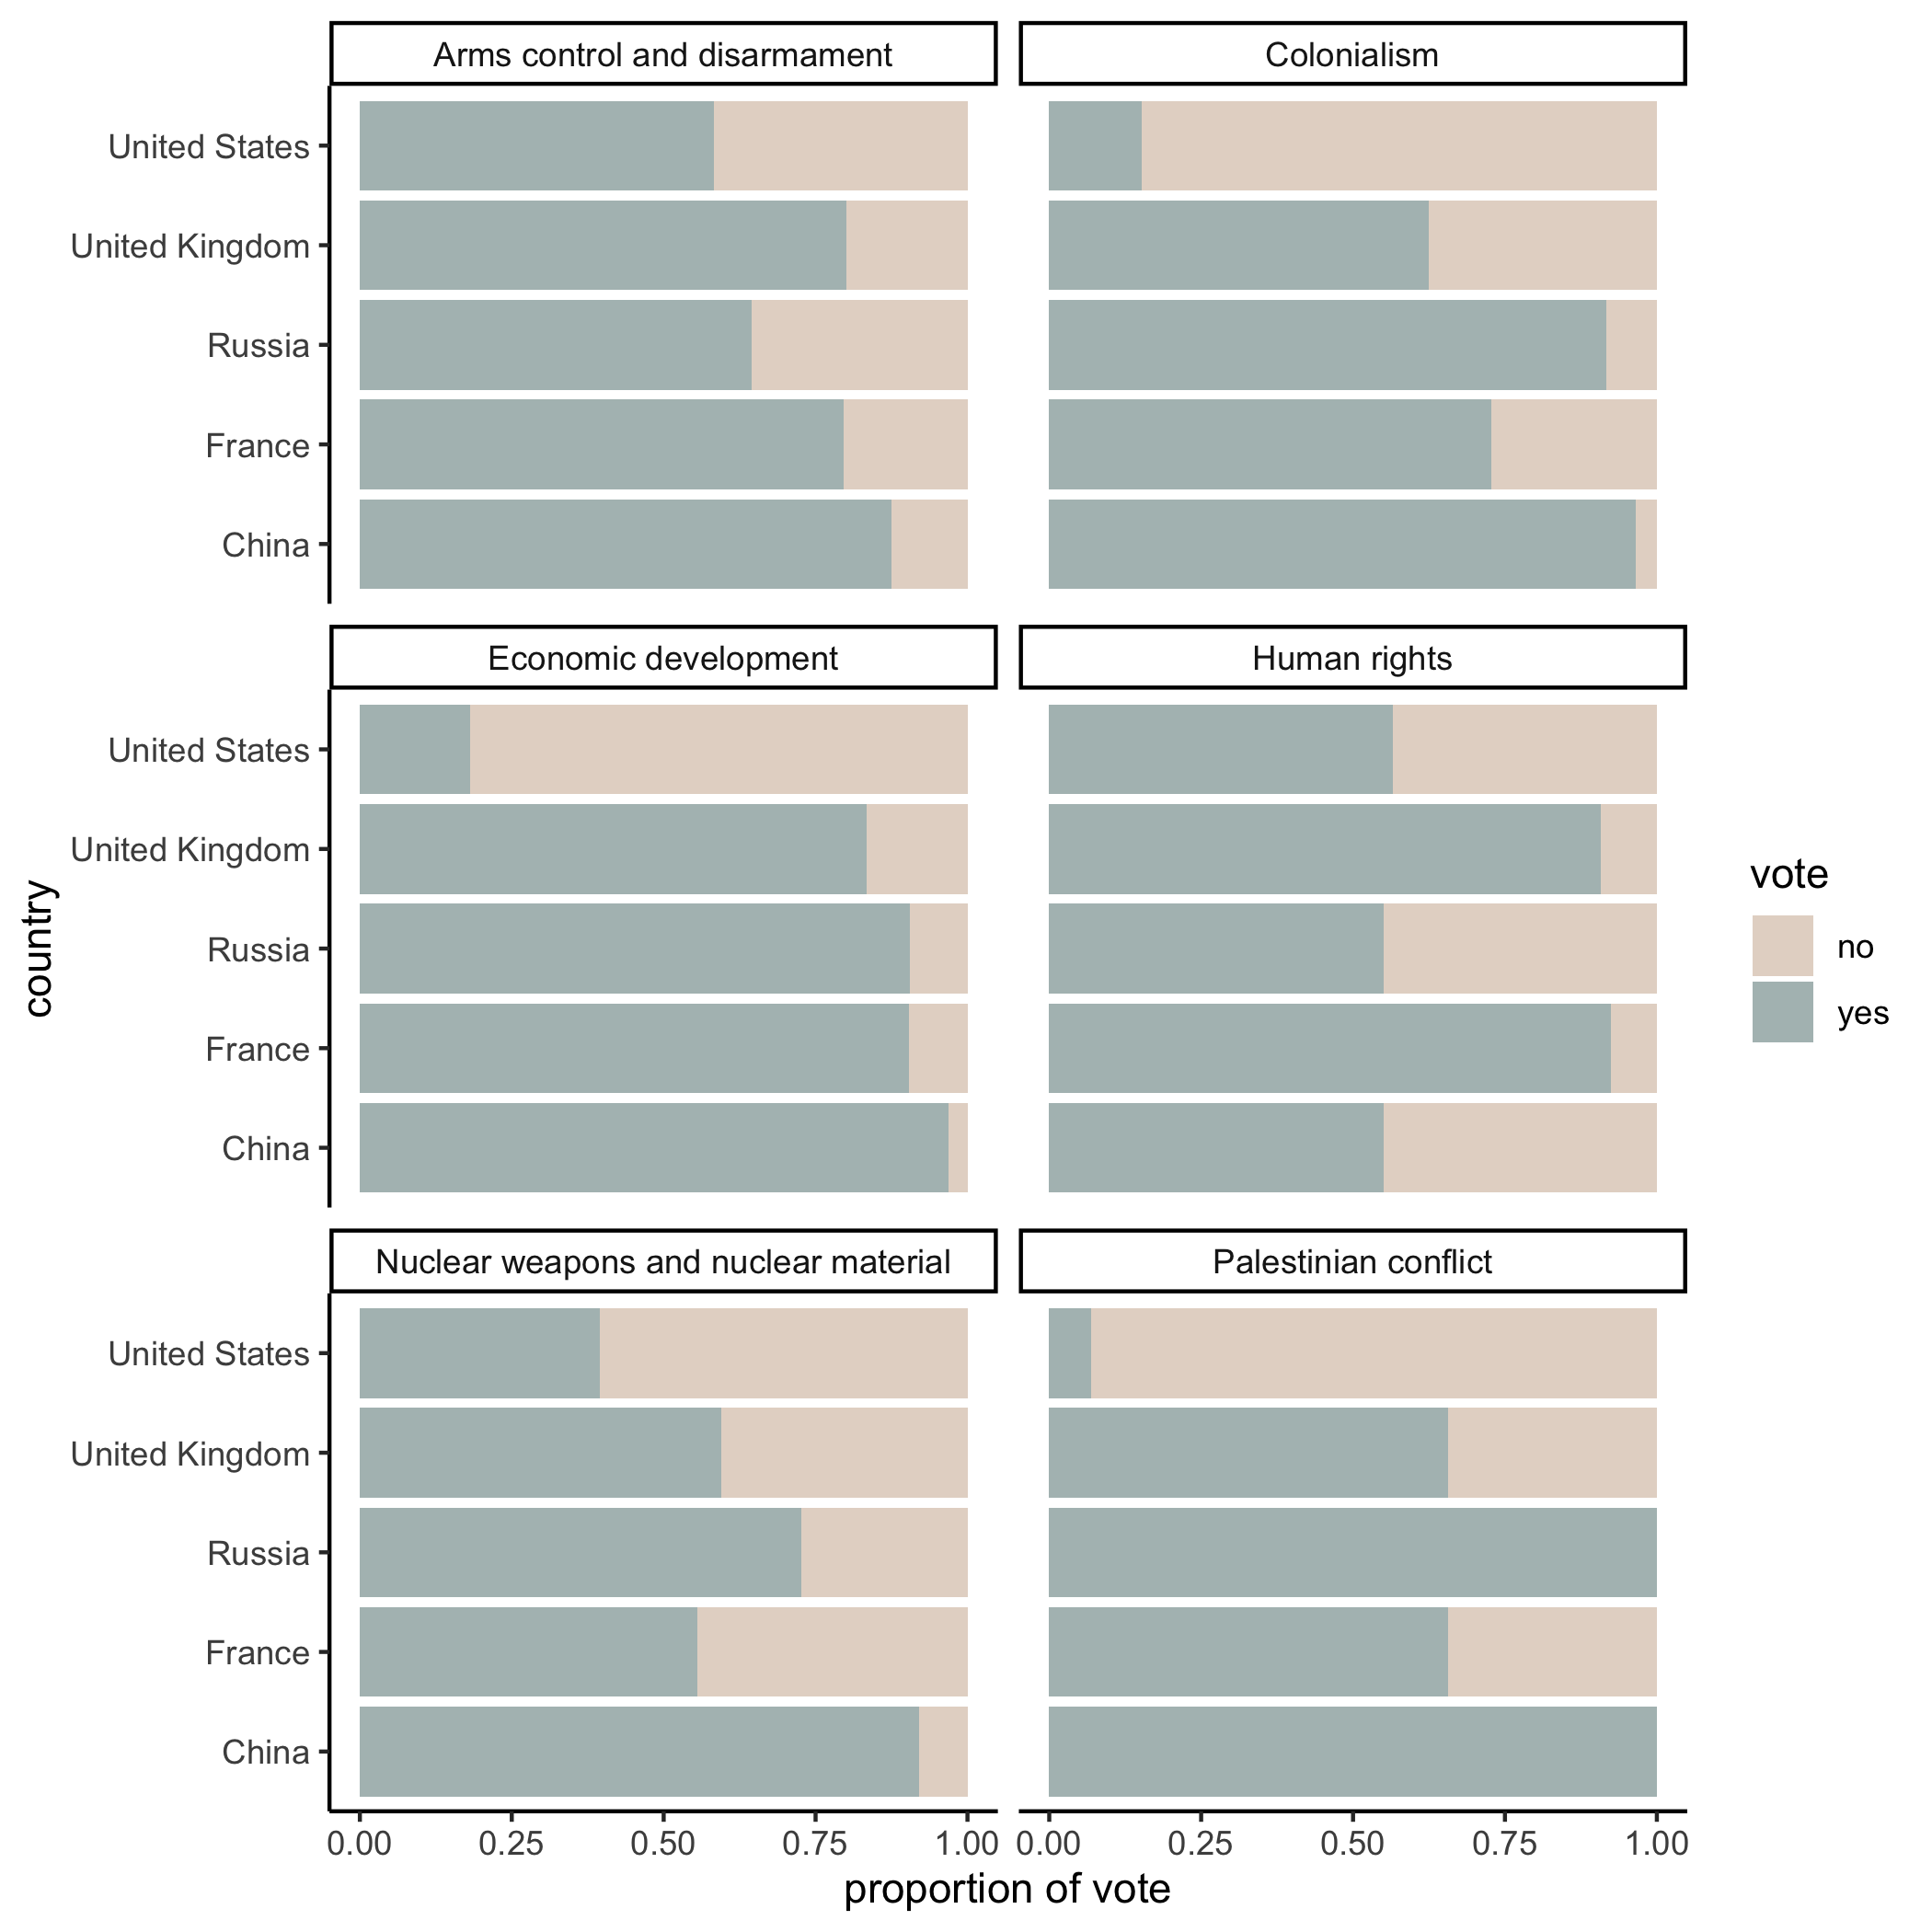 Arms control and disarmament
Colonialism
United States
United Kingdom
Russia
France
China
Economic development
Human rights
United States
United Kingdom
Russia
France
China
Nuclear weapons and nuclear material
Palestinian conflict
United States
United Kingdom
Russia
France
China
0.00 0.25 0.50 0.75 1.00
0.00 0.25 0.50 0.75 1.00
proportion of vote
country
vote
no
yes